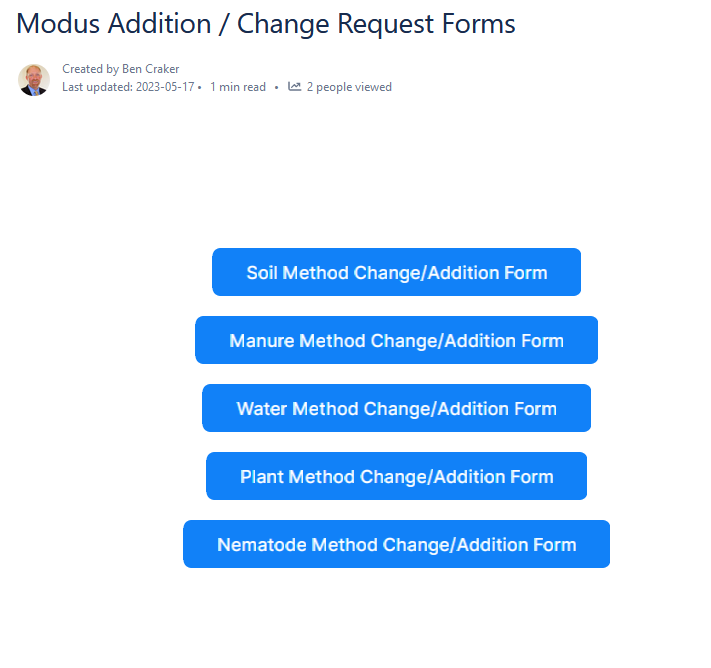 Modus Addition / Change Request Forms
Created by Ben Craker
Last updated: 2023-05-17 • 1 min read • 2 people viewed
Soil Method Change/Addition Form
Manure Method Change/Addition Form
Water Method Change/Addition Form
Plant Method Change/Addition Form
Nematode Method Change/Addition Form